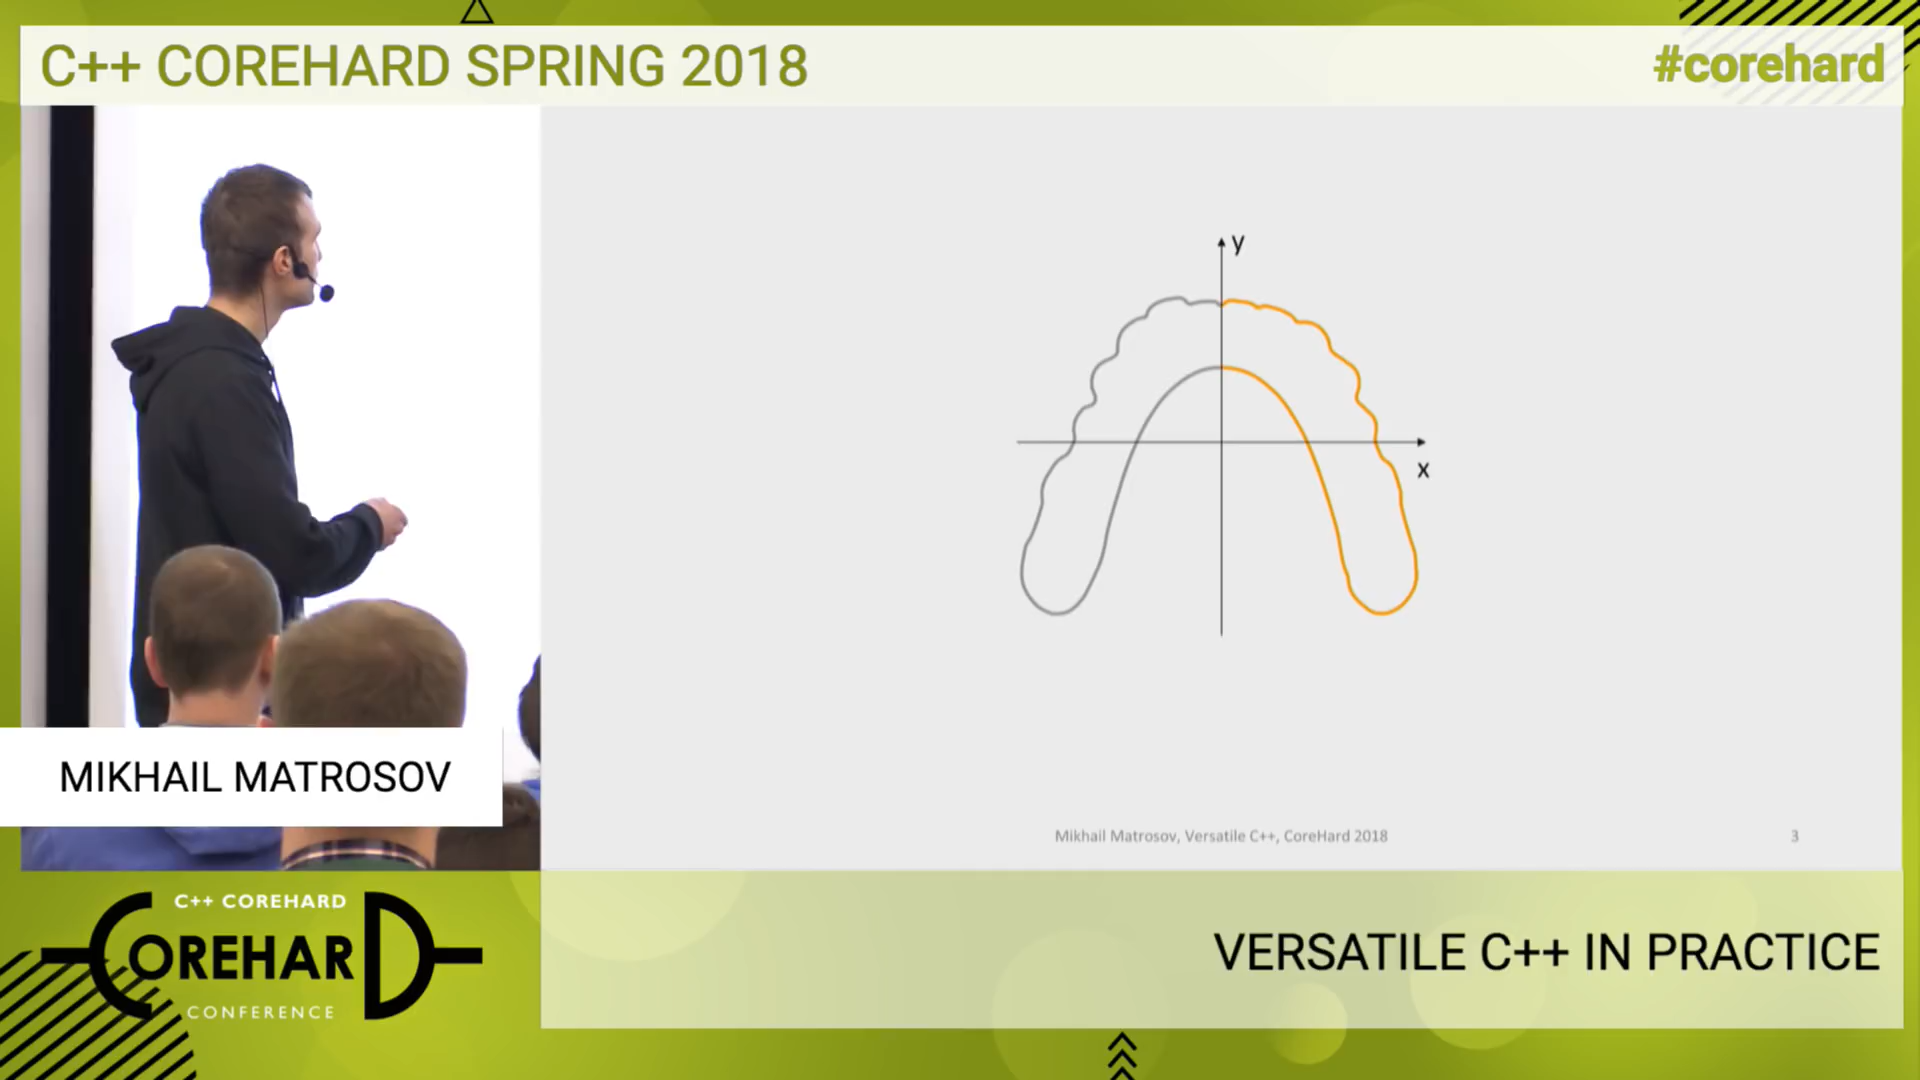 C++ COREHARD SPRING 2018
#corehard
y
x
MIKHAIL MATROSOV
Mikhail Matrosov, Versatile C++, CoreHard 2018
3
C++ COREHARD
COREHARD
CONFERENCE
VERSATILE C++ IN PRACTICE